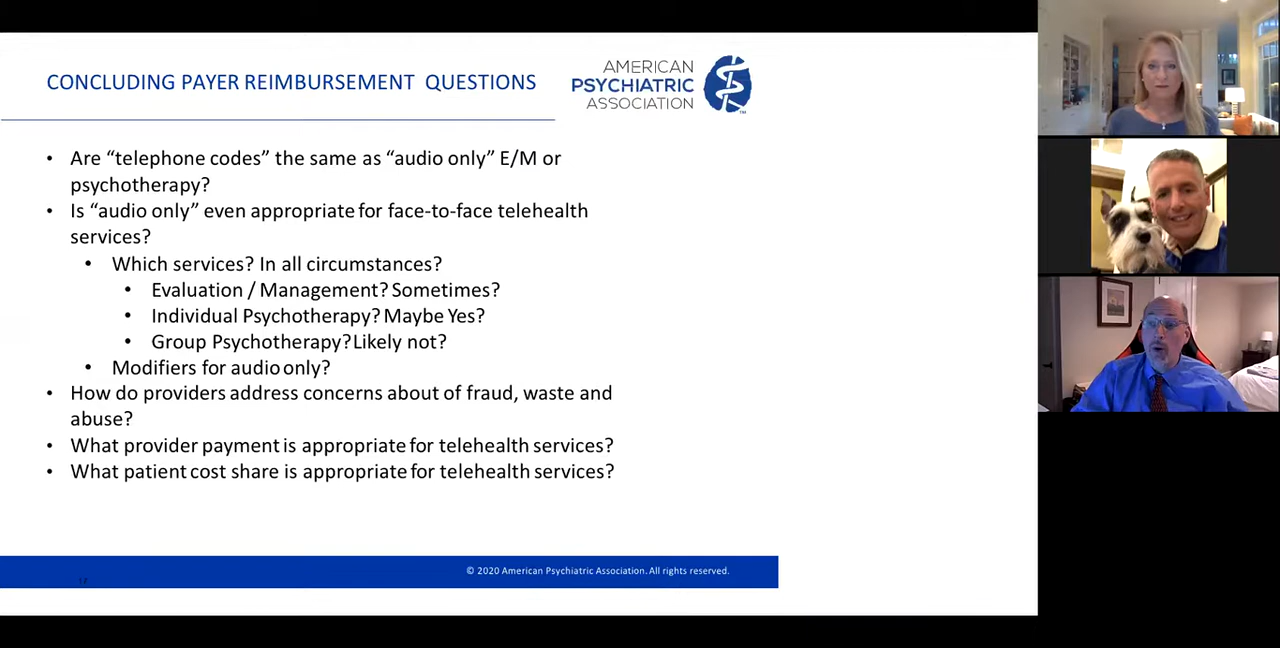 CONCLUDING PAYER REIMBURSEMENT QUESTIONS
AMERICAN
PSYCHIATRIC
ASSOCIATION
TM
• Are “telephone codes” the same as “audio only” E/M or
psychotherapy?
• Is “audio only” even appropriate for face-to-face telehealth
services?
• Which services? In all circumstances?
• Evaluation / Management? Sometimes?
• Individual Psychotherapy? Maybe Yes?
• Group Psychotherapy? Likely not?
• Modifiers for audio only?
• How do providers address concerns about of fraud, waste and
abuse?
• What provider payment is appropriate for telehealth services?
• What patient cost share is appropriate for telehealth services?
© 2020 American Psychiatric Association. All rights reserved.